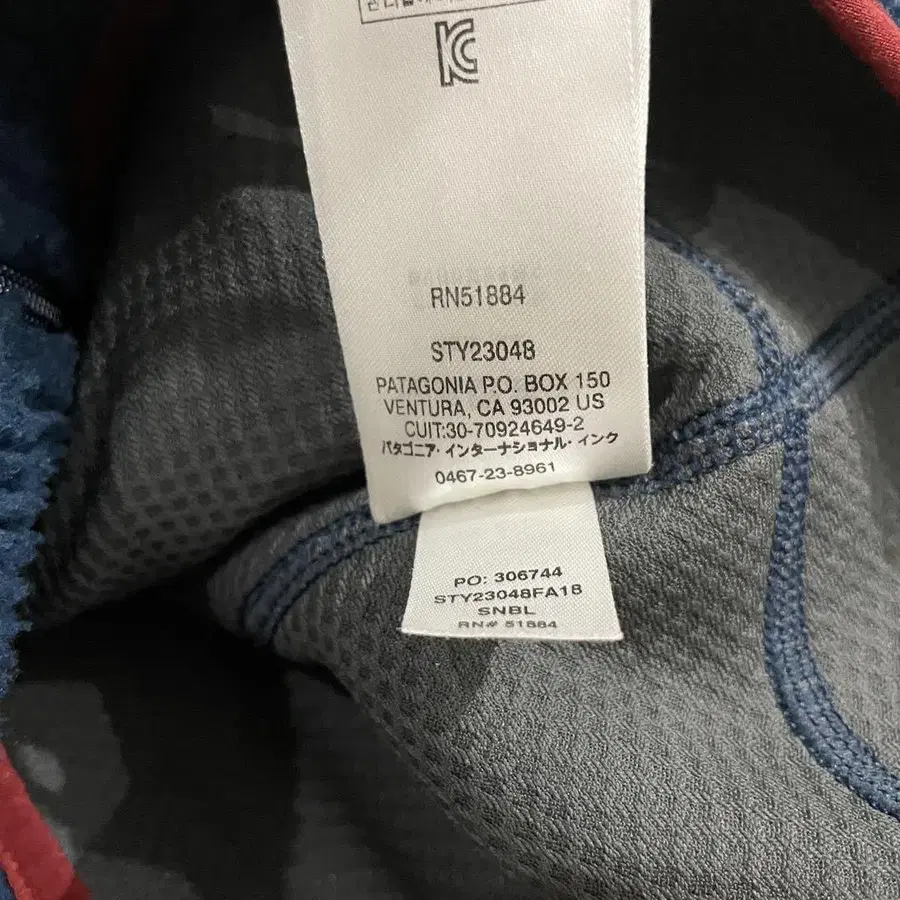 RN51884
STY23048
PATAGONIA P.O. BOX 150
VENTURA, CA 93002 US
CUIT:30-70924649-2
パタゴニア・インターナショナル・インク
0467-23-8961
PO: 306744
STY23048FA18
SNBL
RN# 51884